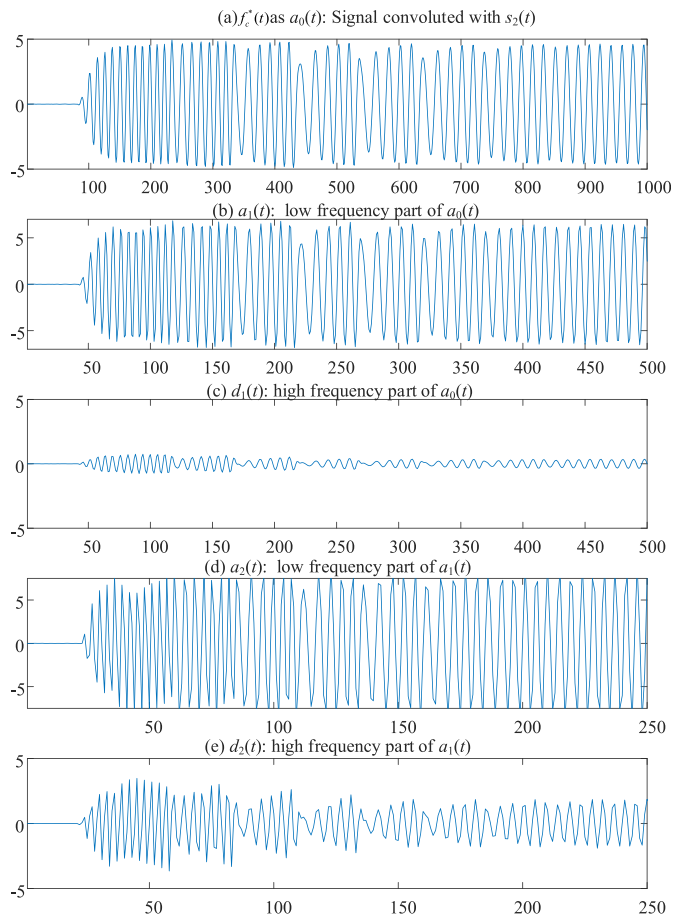 (a) f_c^*(t) as a_0(t): Signal convoluted with s_2(t)
5
0
-5
100 200 300 400 500 600 700 800 900 1000
(b) a_1(t): low frequency part of a_0(t)
5
0
-5
50 100 150 200 250 300 350 400 450 500
(c) d_1(t): high frequency part of a_0(t)
5
0
-5
50 100 150 200 250 300 350 400 450 500
(d) a_2(t): low frequency part of a_1(t)
5
0
-5
50 100 150 200 250
(e) d_2(t): high frequency part of a_1(t)
5
0
-5
50 100 150 200 250